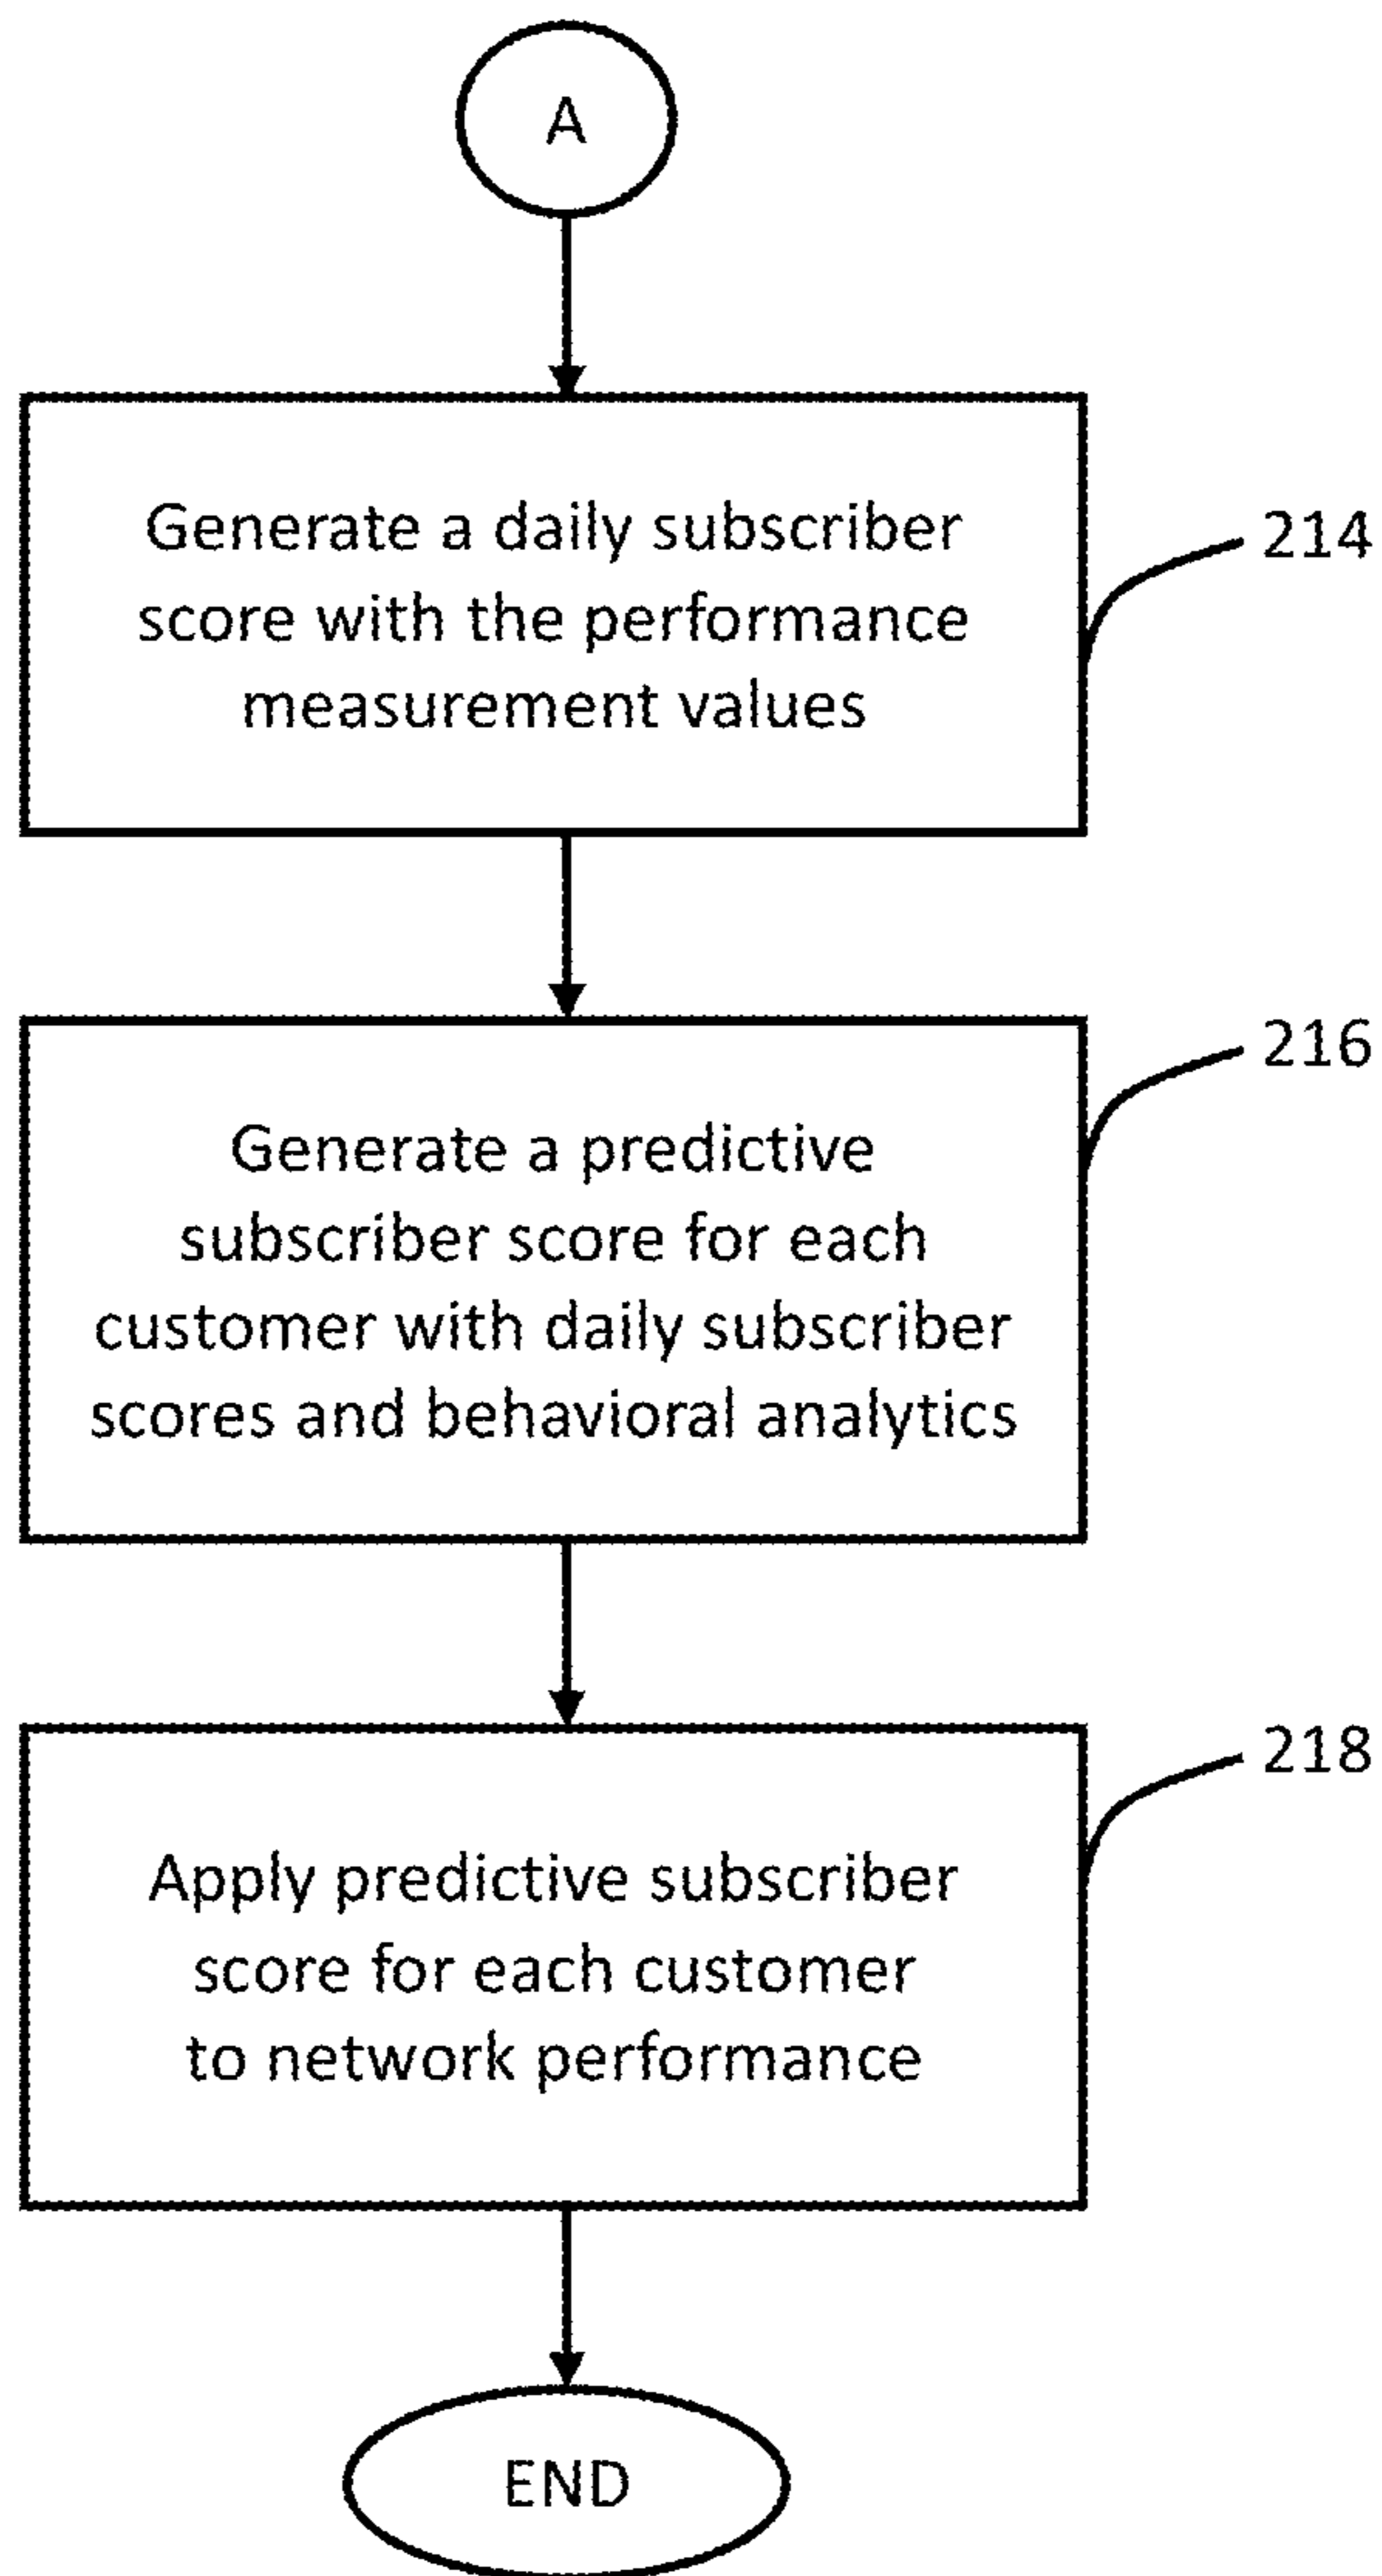 A
Generate a daily subscriber
score with the performance
measurement values
214
Generate a predictive
subscriber score for each
customer with daily subscriber
scores and behavioral analytics
216
Apply predictive subscriber
score for each customer
to network performance
218
END